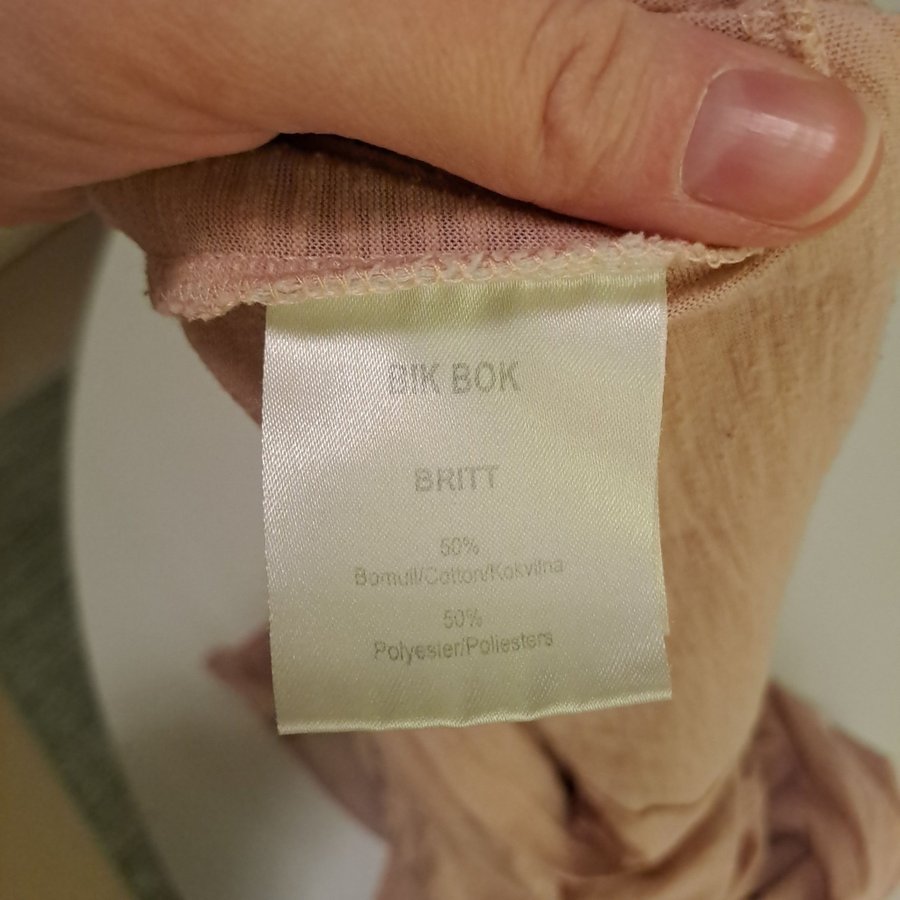 BIK BOK
BRITT
50%
Bomull/Cotton/Kokvilna
50%
Polyester/Poliesters